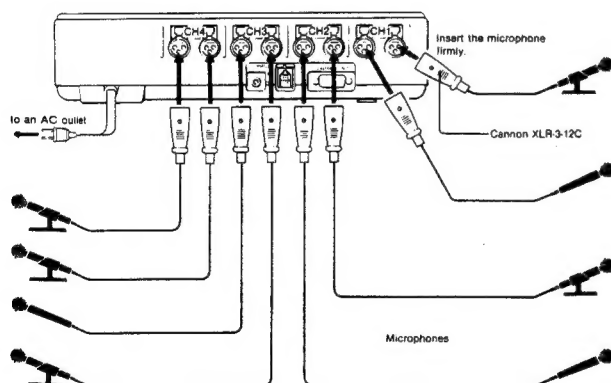 CH4 CH3 CH2 CH1
Insert the microphone
firmly.
to an AC outlet
Cannon XLR-3-12C
Microphones